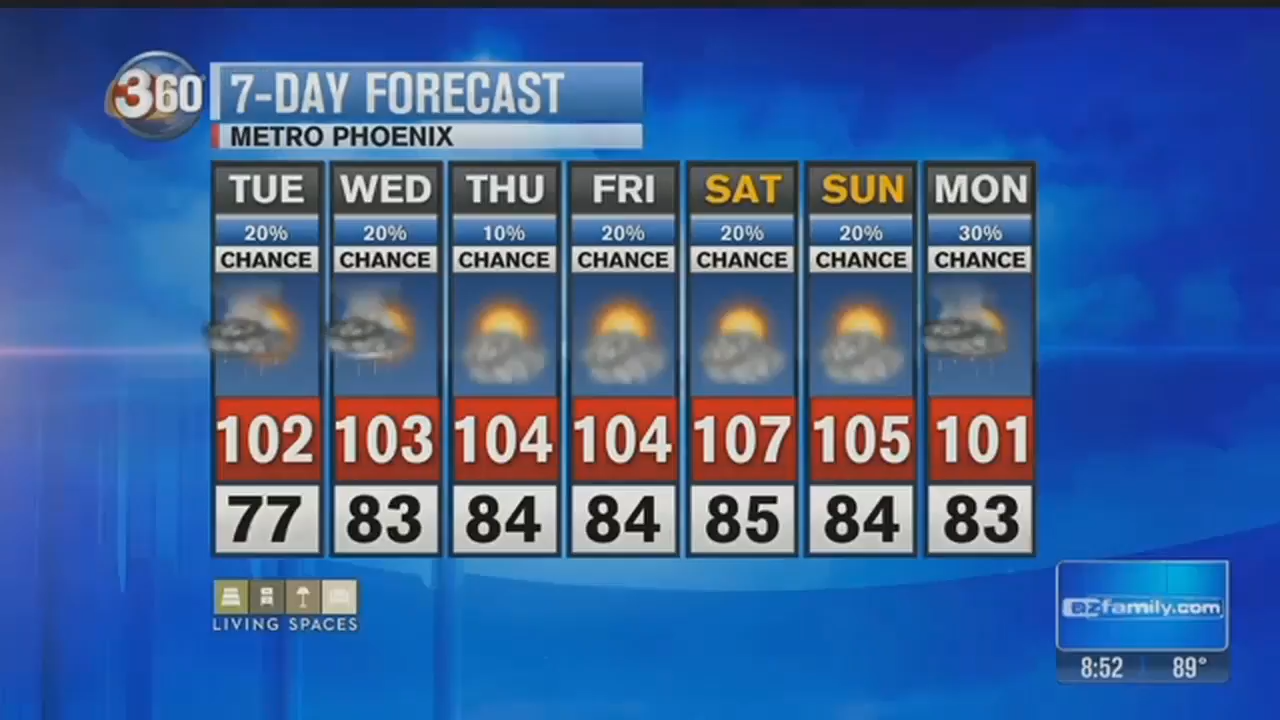 360
7-DAY FORECAST
METRO PHOENIX
TUE WED THU FRI SAT SUN MON
20% 20% 10% 20% 20% 20% 30%
CHANCE CHANCE CHANCE CHANCE CHANCE CHANCE CHANCE
102 103 104 104 107 105 101
77 83 84 84 85 84 83
LIVING SPACES
azfamily.com
8:52 89°